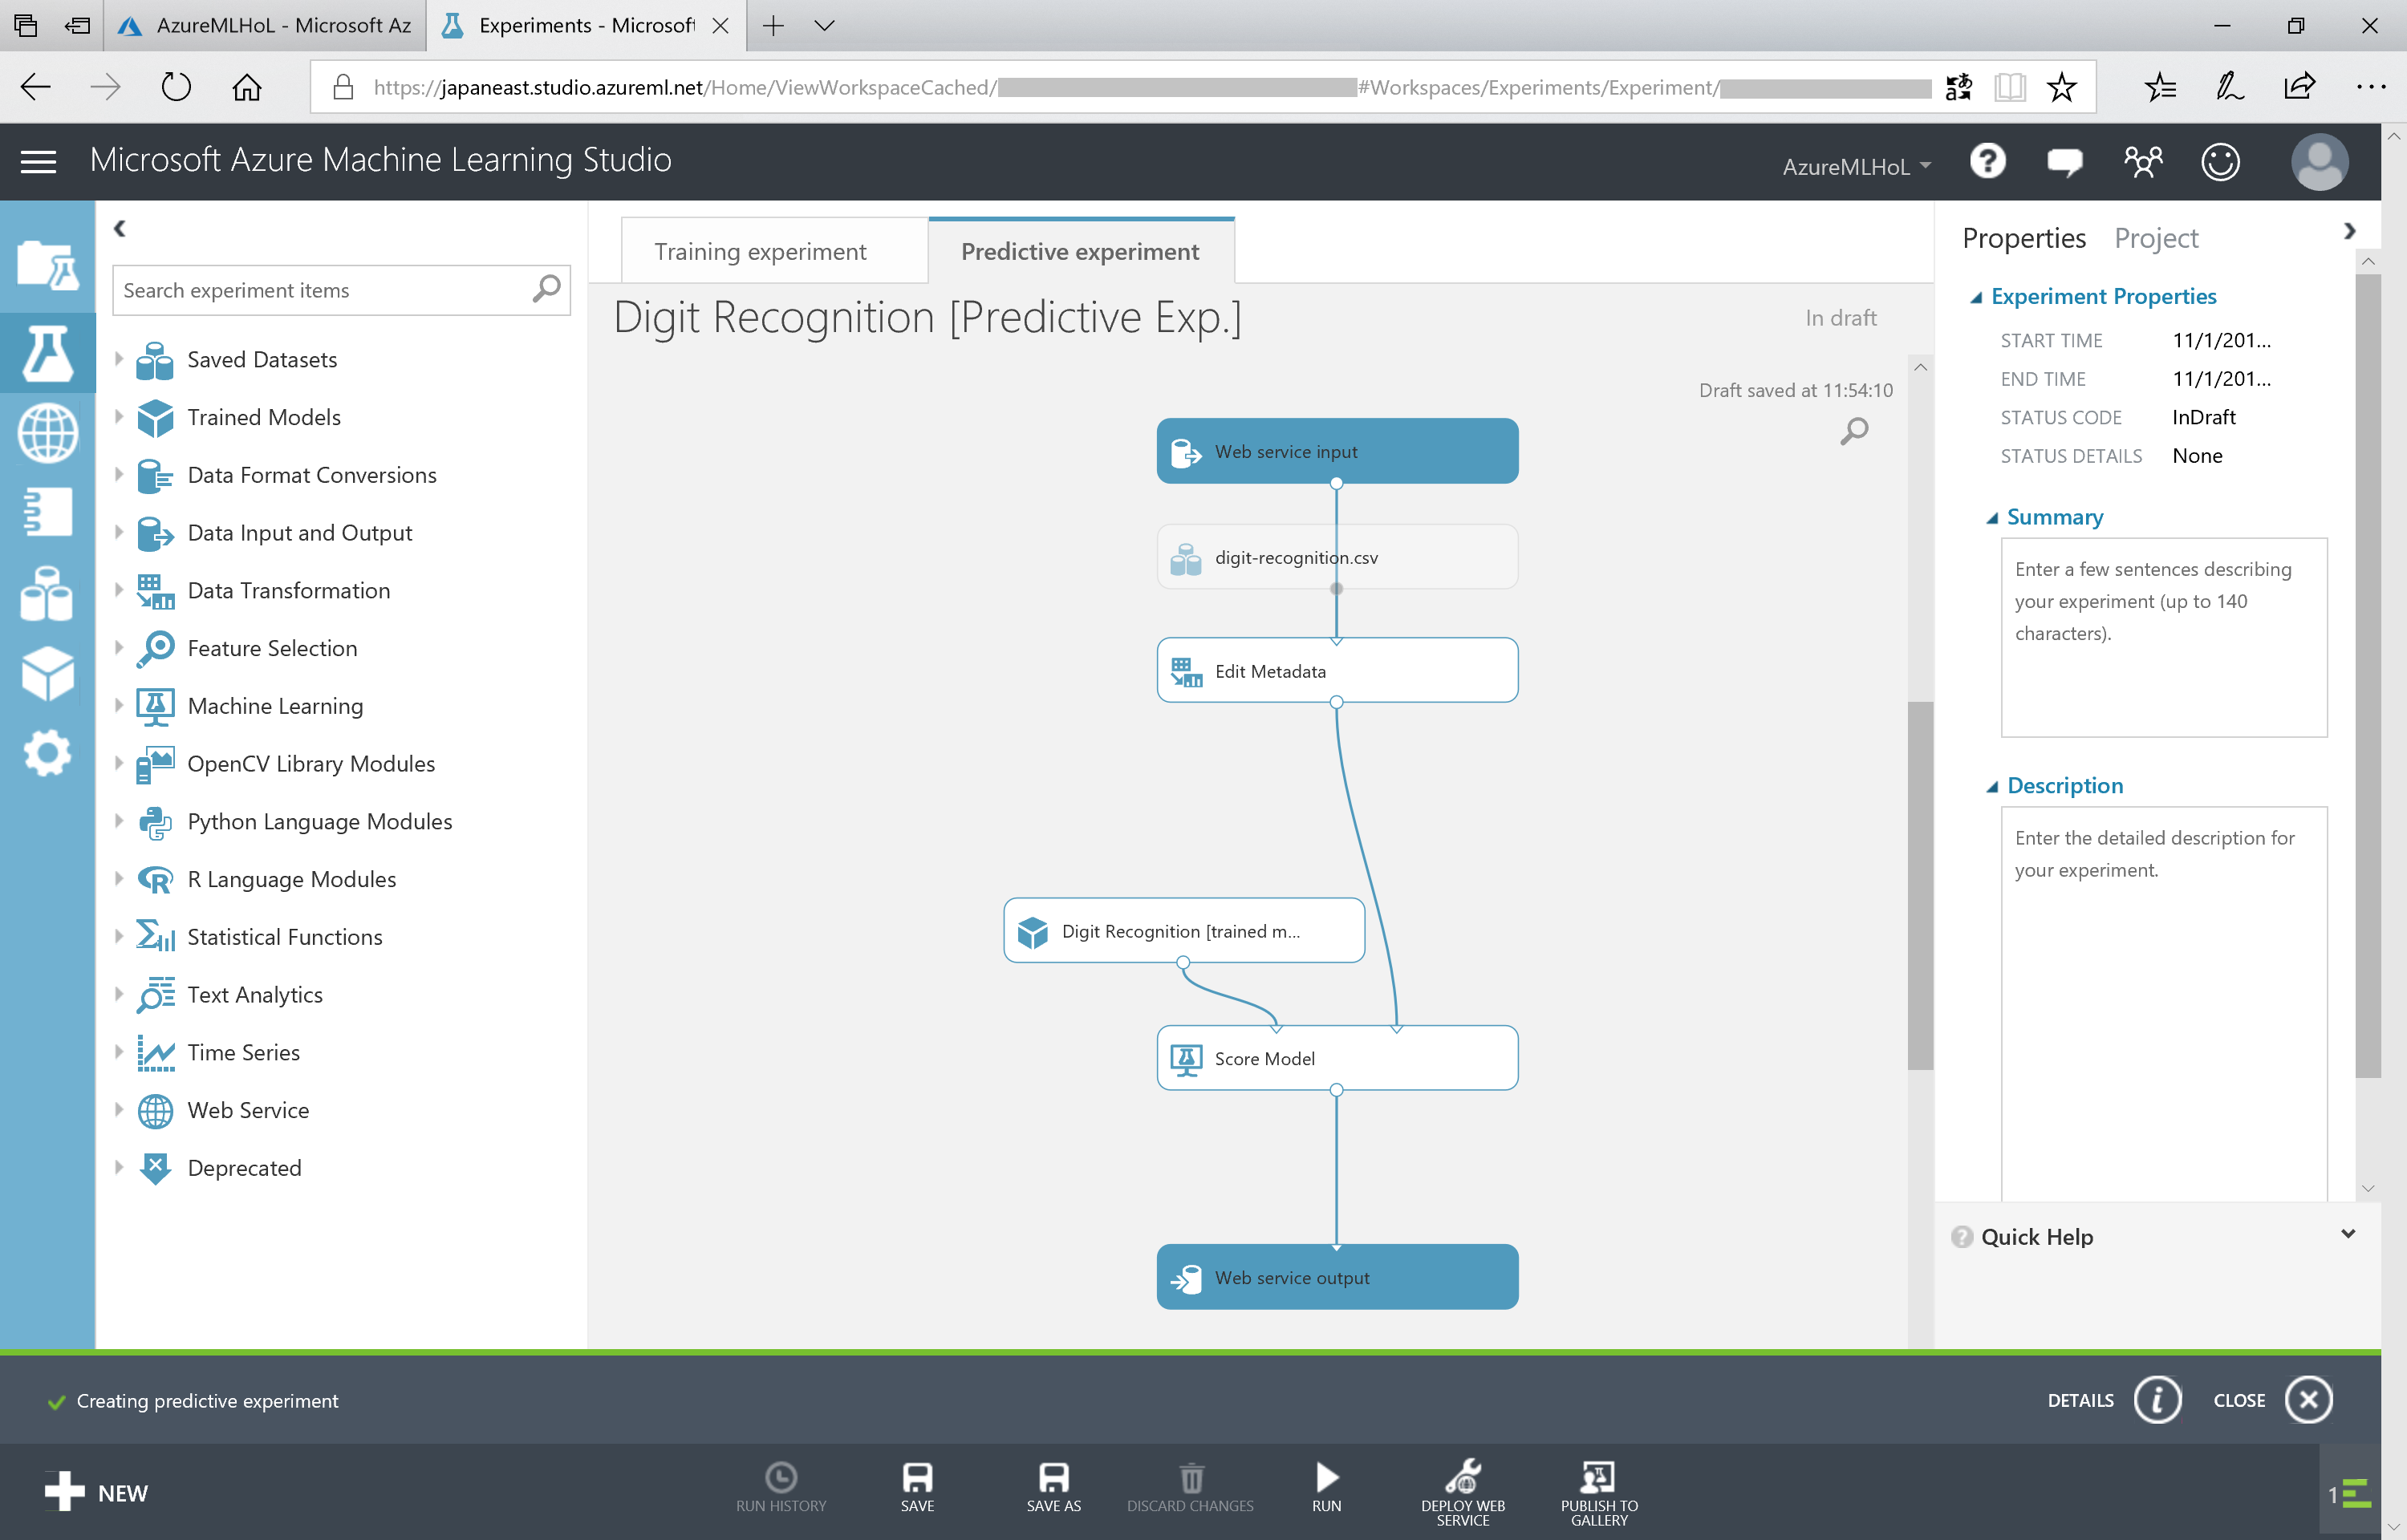 AzureMLHoL - Microsoft Az
Experiments - Microsoft
https://japaneast.studio.azureml.net/Home/ViewWorkspaceCached/ #Workspaces/Experiments/Experiment/
Microsoft Azure Machine Learning Studio
AzureMLHoL
Search experiment items
Saved Datasets
Trained Models
Data Format Conversions
Data Input and Output
Data Transformation
Feature Selection
Machine Learning
OpenCV Library Modules
Python Language Modules
R Language Modules
Statistical Functions
Text Analytics
Time Series
Web Service
Deprecated
Training experiment
Predictive experiment
Digit Recognition [Predictive Exp.]
In draft
Draft saved at 11:54:10
Web service input
digit-recognition.csv
Edit Metadata
Digit Recognition [trained m...
Score Model
Web service output
Properties Project
Experiment Properties
START TIME 11/1/201...
END TIME 11/1/201...
STATUS CODE InDraft
STATUS DETAILS None
Summary
Enter a few sentences describing
your experiment (up to 140
characters).
Description
Enter the detailed description for
your experiment.
Quick Help
Creating predictive experiment
DETAILS
CLOSE
NEW
RUN HISTORY
SAVE
SAVE AS
DISCARD CHANGES
RUN
DEPLOY WEB
SERVICE
PUBLISH TO
GALLERY
1